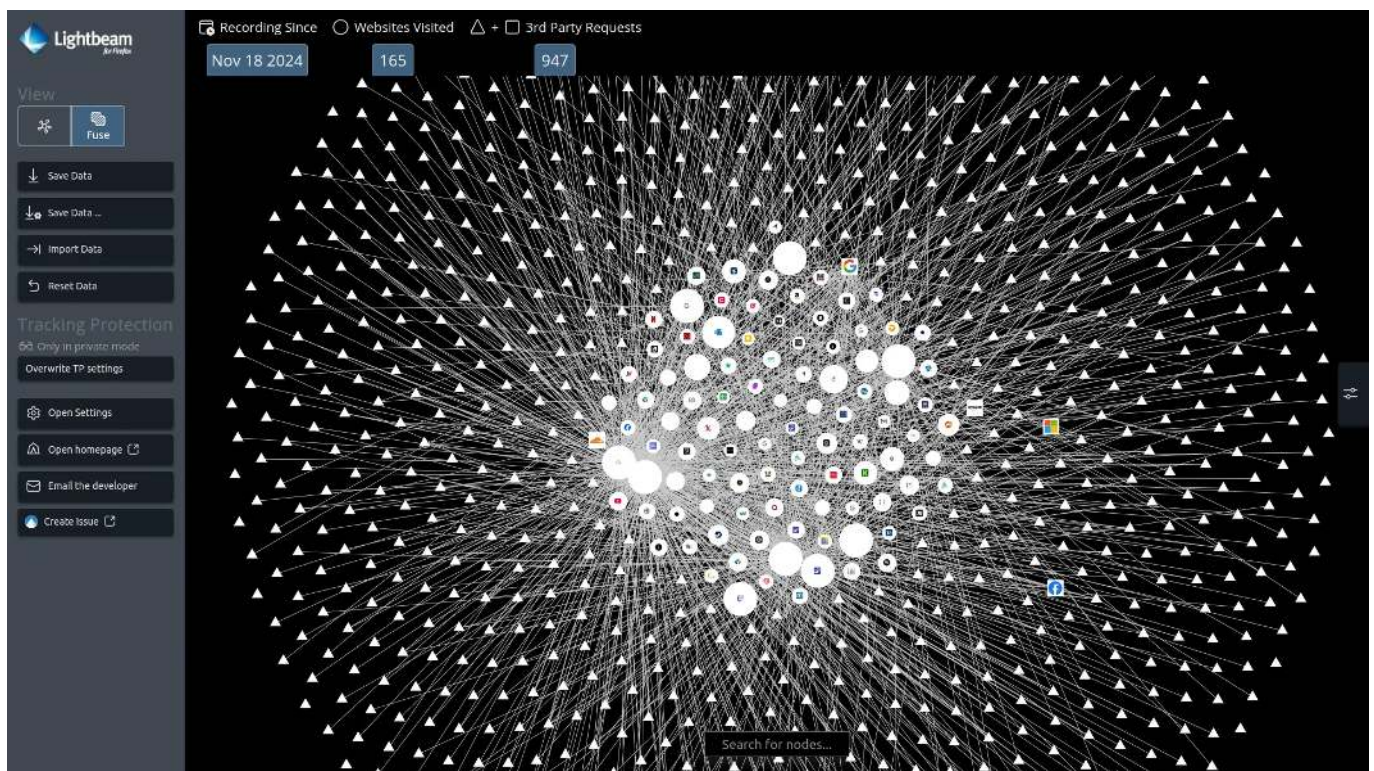 Lightbeam
for Firefox
Recording Since
Websites Visited
+
3rd Party Requests
Nov 18 2024
165
947
View
Fuse
Save Data
Save Data ...
Import Data
Reset Data
Tracking Protection
Only in private mode
Overwrite TP settings
Open Settings
Open homepage
Email the developer
Create Issue
Search for nodes...